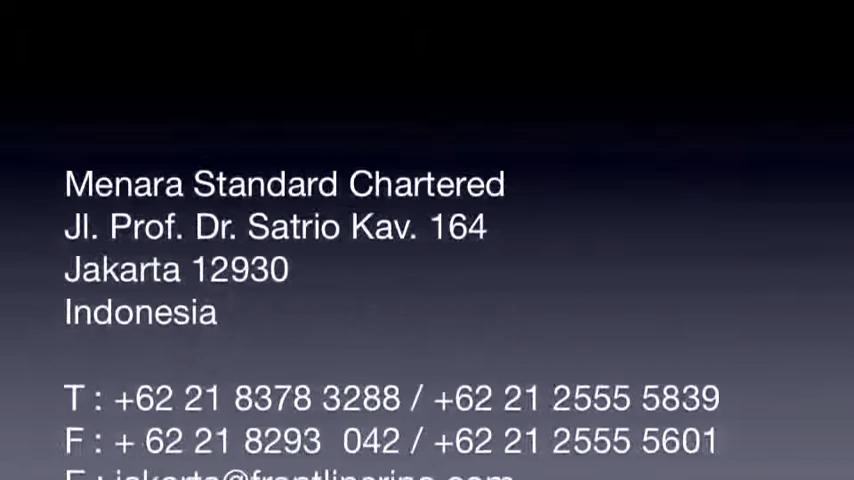 Menara Standard Chartered
Jl. Prof. Dr. Satrio Kav. 164
Jakarta 12930
Indonesia
T : +62 21 8378 3288 / +62 21 2555 5839
F : + 62 21 8293  042 / +62 21 2555 5601